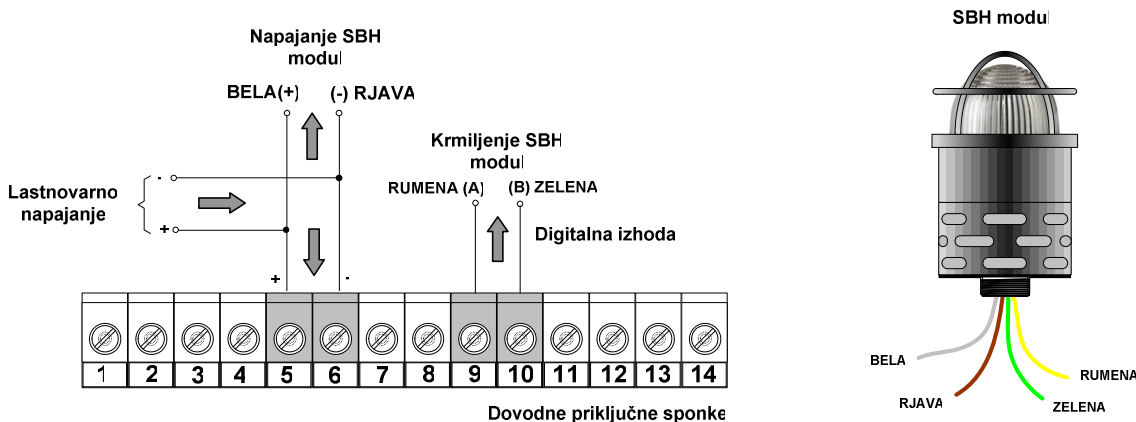 Napajanje SBH
modul
BELA(+) (-) RJAVA
Lastnovarno
napajanje
-
+
Krmiljenje SBH
modul
RUMENA (A) (B) ZELENA
Digitalna izhoda
+ -
1 2 3 4 5 6 7 8 9 10 11 12 13 14
Dovodne priključne sponke
SBH modul
BELA
RJAVA
RUMENA
ZELENA